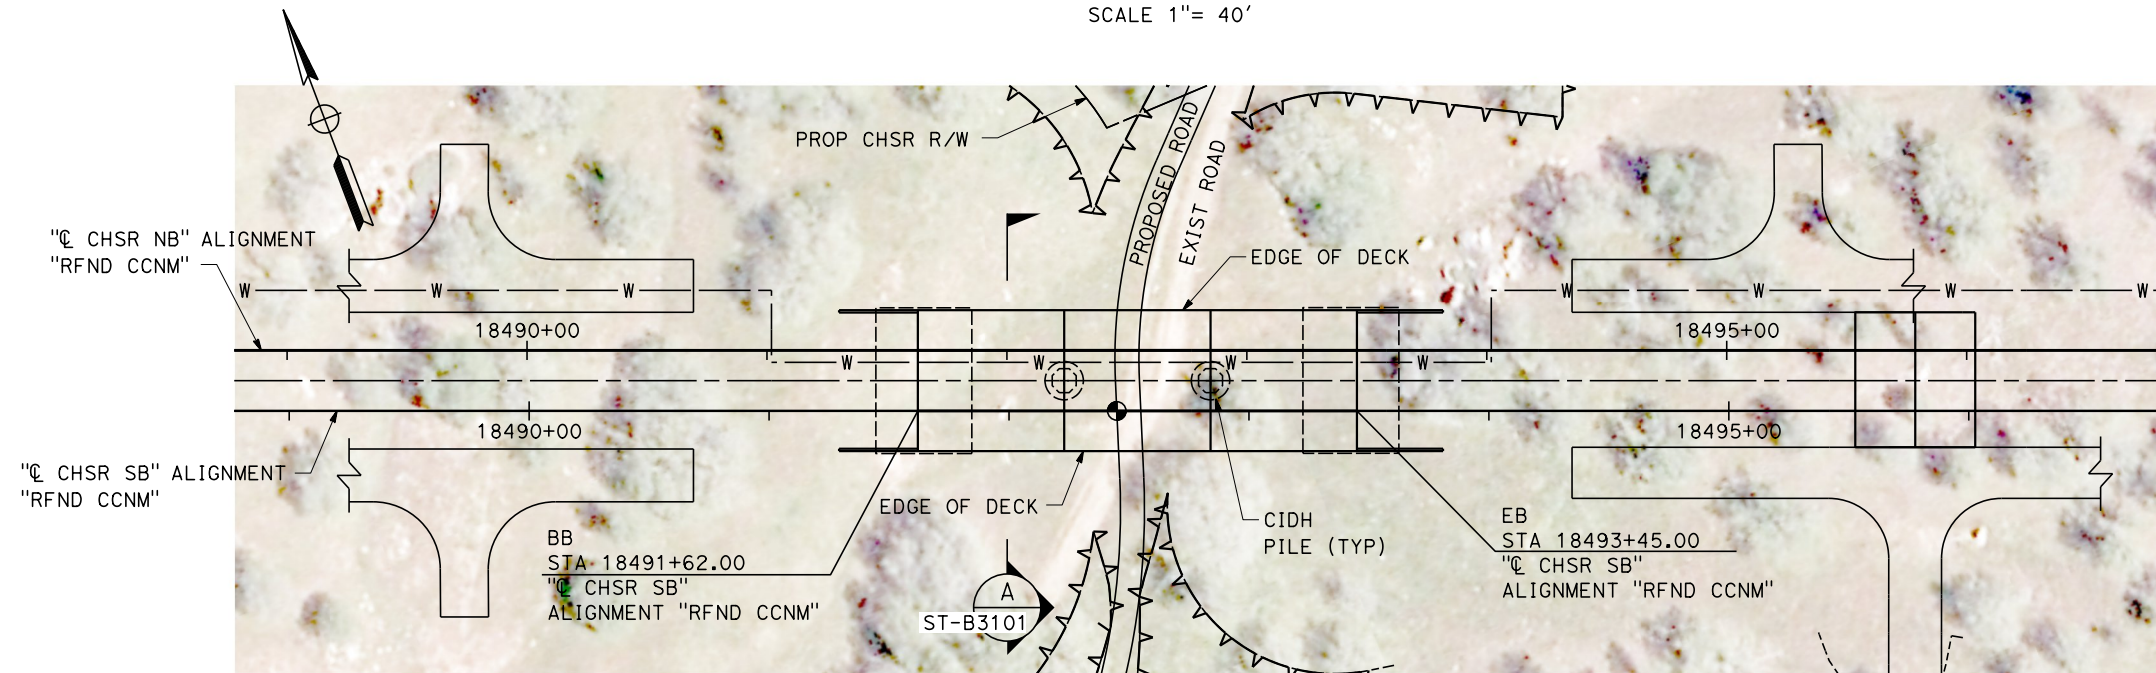 SCALE 1"= 40'
PROP CHSR R/W
PROPOSED ROAD
EXIST ROAD
"℄ CHSR NB" ALIGNMENT
"RFND CCNM"
EDGE OF DECK
W W W W W W W
18490+00
18495+00
W W W W
18490+00
18495+00
"℄ CHSR SB" ALIGNMENT
"RFND CCNM"
EDGE OF DECK
CIDH
PILE (TYP)
BB
STA 18491+62.00
"℄ CHSR SB"
ALIGNMENT "RFND CCNM"
EB
STA 18493+45.00
"℄ CHSR SB"
ALIGNMENT "RFND CCNM"
A
ST-B3101